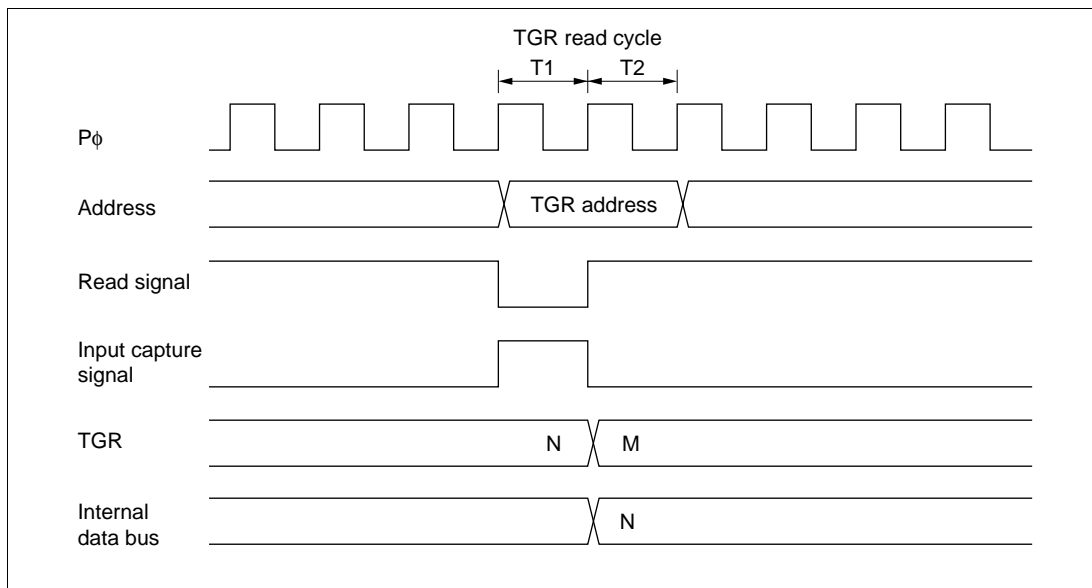 TGR read cycle
T1 T2
Pϕ
Address
TGR address
Read signal
Input capture
signal
TGR
N M
Internal
data bus
N